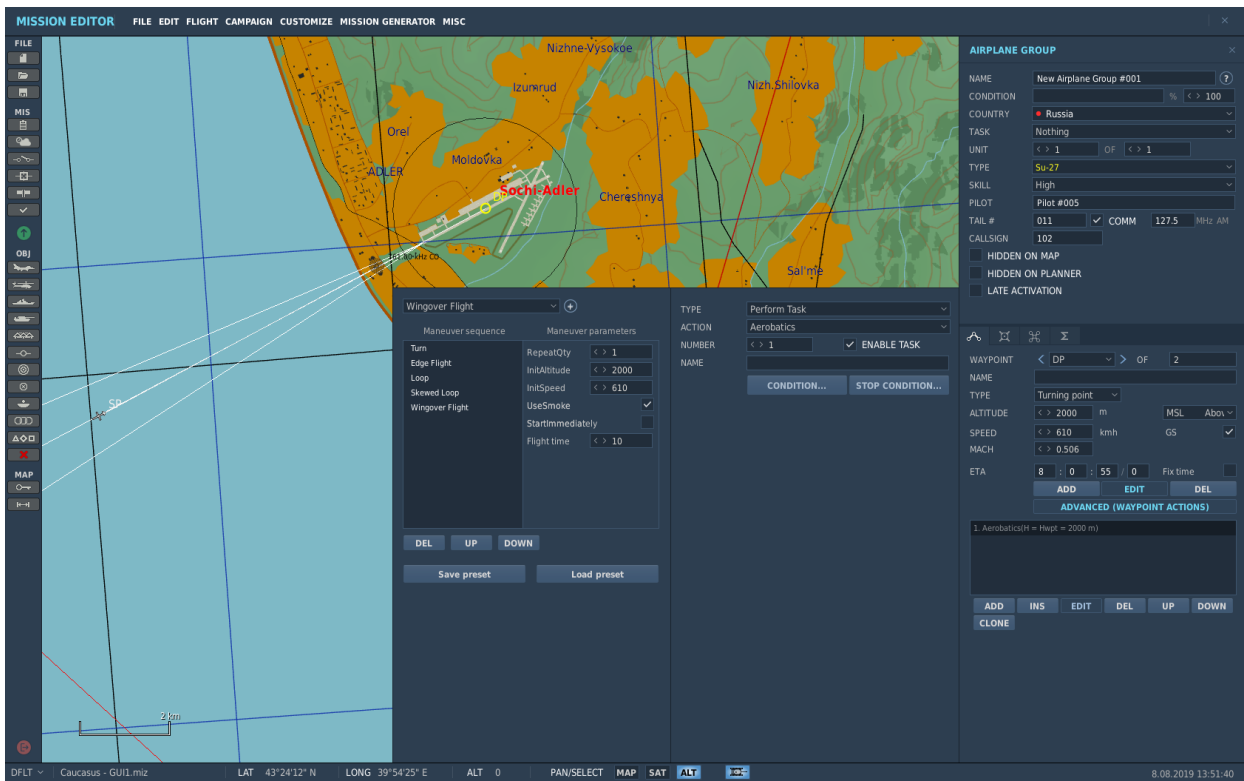 MISSION EDITOR FILE EDIT FLIGHT CAMPAIGN CUSTOMIZE MISSION GENERATOR MISC
FILE
MIS
OBJ
MAP
Nizhne-Vysokoe
Izumrud
Nizh.Shilovka
Orel
Moldovka
ADLER
Sochi-Adler
DP
Chereshnya
Sal'me
SP
2 km
Wingover Flight
Maneuver sequence
Turn
Edge Flight
Loop
Skewed Loop
Wingover Flight
Maneuver parameters
RepeatQty < > 1
InitAltitude < > 2000
InitSpeed < > 610
UseSmoke
StartImmediately
Flight time < > 10
DEL UP DOWN
Save preset Load preset
TYPE Perform Task
ACTION Aerobatics
NUMBER < > 1 ENABLE TASK
NAME
CONDITION... STOP CONDITION...
AIRPLANE GROUP
NAME New Airplane Group #001 ?
CONDITION % < > 100
COUNTRY Russia
TASK Nothing
UNIT < > 1 OF < > 1
TYPE Su-27
SKILL High
PILOT Pilot #005
TAIL # 011 COMM 127.5 MHz AM
CALLSIGN 102
HIDDEN ON MAP
HIDDEN ON PLANNER
LATE ACTIVATION
WAYPOINT < DP > OF 2
NAME
TYPE Turning point
ALTITUDE < > 2000 m MSL Abov
SPEED < > 610 kmh GS
MACH < > 0.506
ETA 8 : 0 : 55 / 0 Fix time
ADD EDIT DEL
ADVANCED (WAYPOINT ACTIONS)
1. Aerobatics(H = Hwpt = 2000 m)
ADD INS EDIT DEL UP DOWN
CLONE
DFLT Caucasus - GUI1.miz LAT 43°24'12" N LONG 39°54'25" E ALT 0 PAN/SELECT MAP SAT ALT 8.08.2019 13:51:40